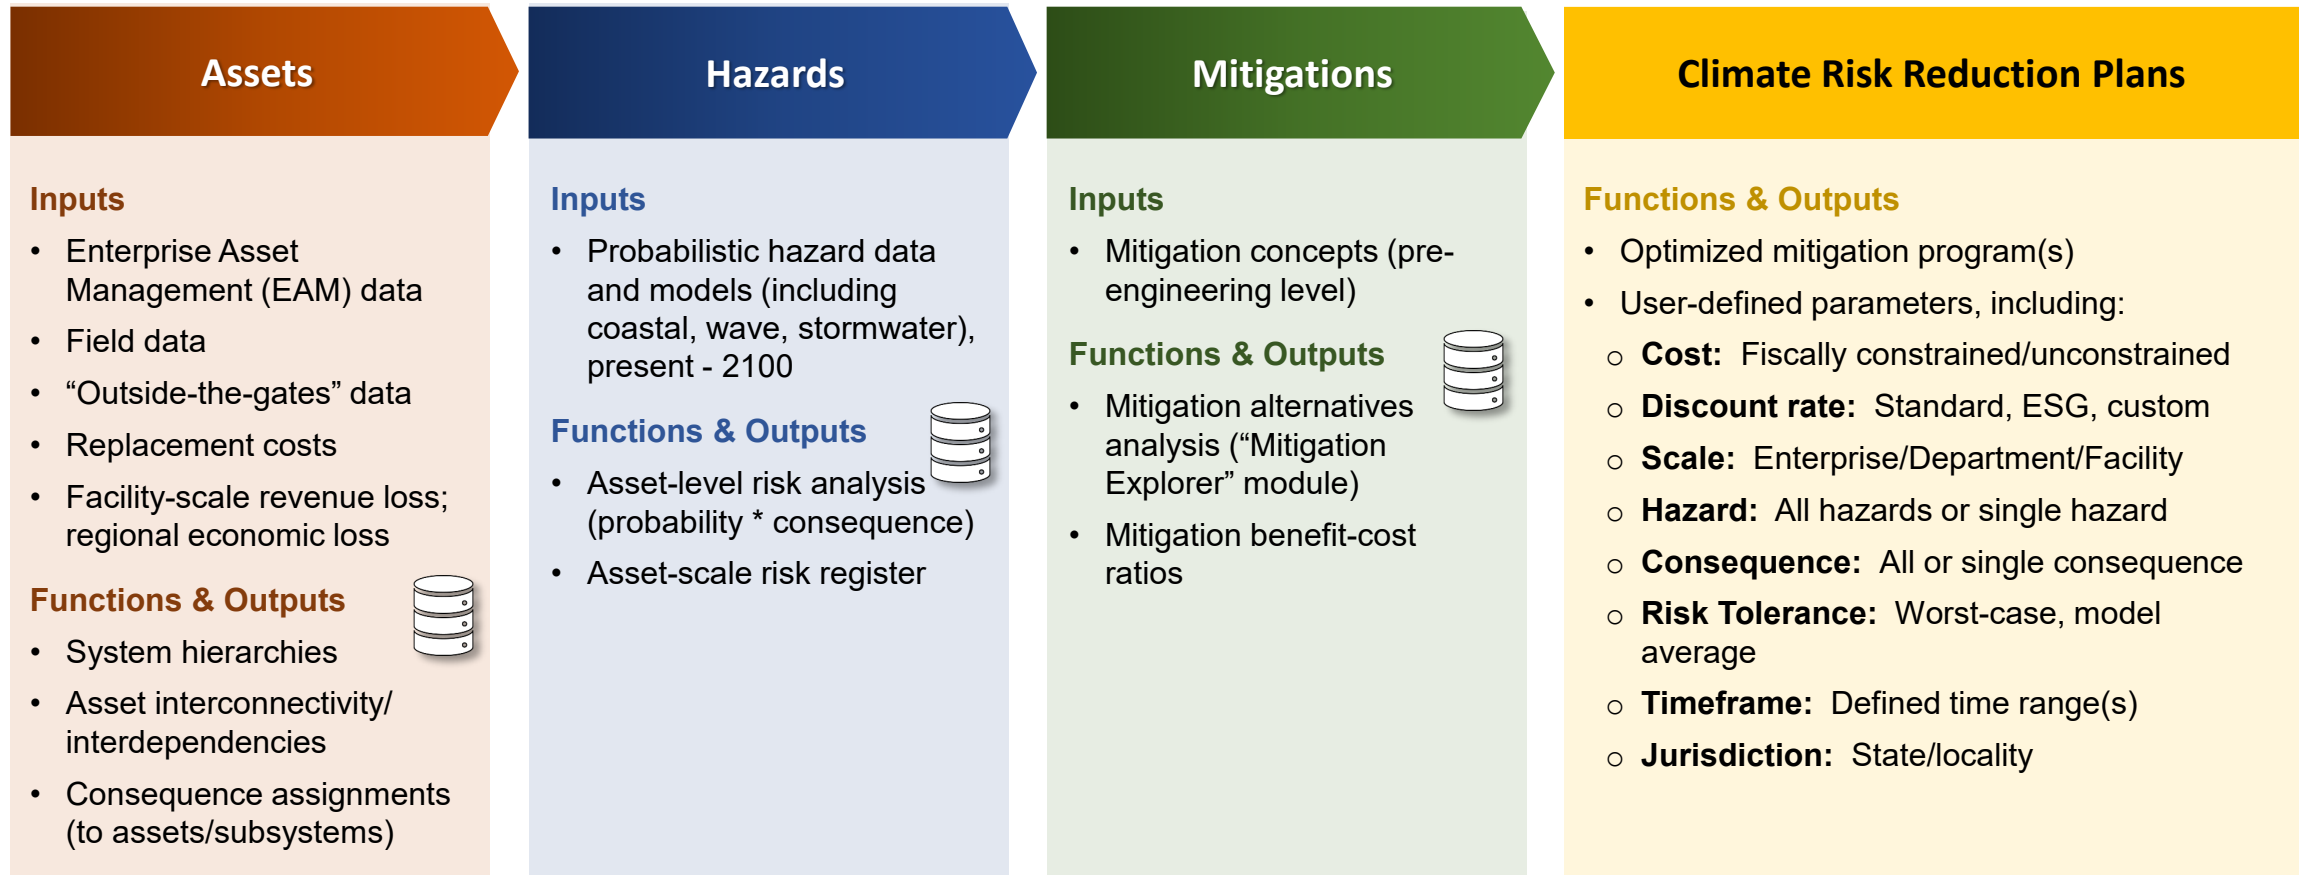 Assets
Inputs
• Enterprise Asset
Management (EAM) data
• Field data
• “Outside-the-gates” data
• Replacement costs
• Facility-scale revenue loss;
regional economic loss
Functions & Outputs
• System hierarchies
• Asset interconnectivity/
interdependencies
• Consequence assignments
(to assets/subsystems)
Hazards
Inputs
• Probabilistic hazard data
and models (including
coastal, wave, stormwater),
present - 2100
Functions & Outputs
• Asset-level risk analysis
(probability * consequence)
• Asset-scale risk register
Mitigations
Inputs
• Mitigation concepts (pre-
engineering level)
Functions & Outputs
• Mitigation alternatives
analysis (“Mitigation
Explorer” module)
• Mitigation benefit-cost
ratios
Climate Risk Reduction Plans
Functions & Outputs
• Optimized mitigation program(s)
• User-defined parameters, including:
o Cost: Fiscally constrained/unconstrained
o Discount rate: Standard, ESG, custom
o Scale: Enterprise/Department/Facility
o Hazard: All hazards or single hazard
o Consequence: All or single consequence
o Risk Tolerance: Worst-case, model
average
o Timeframe: Defined time range(s)
o Jurisdiction: State/locality